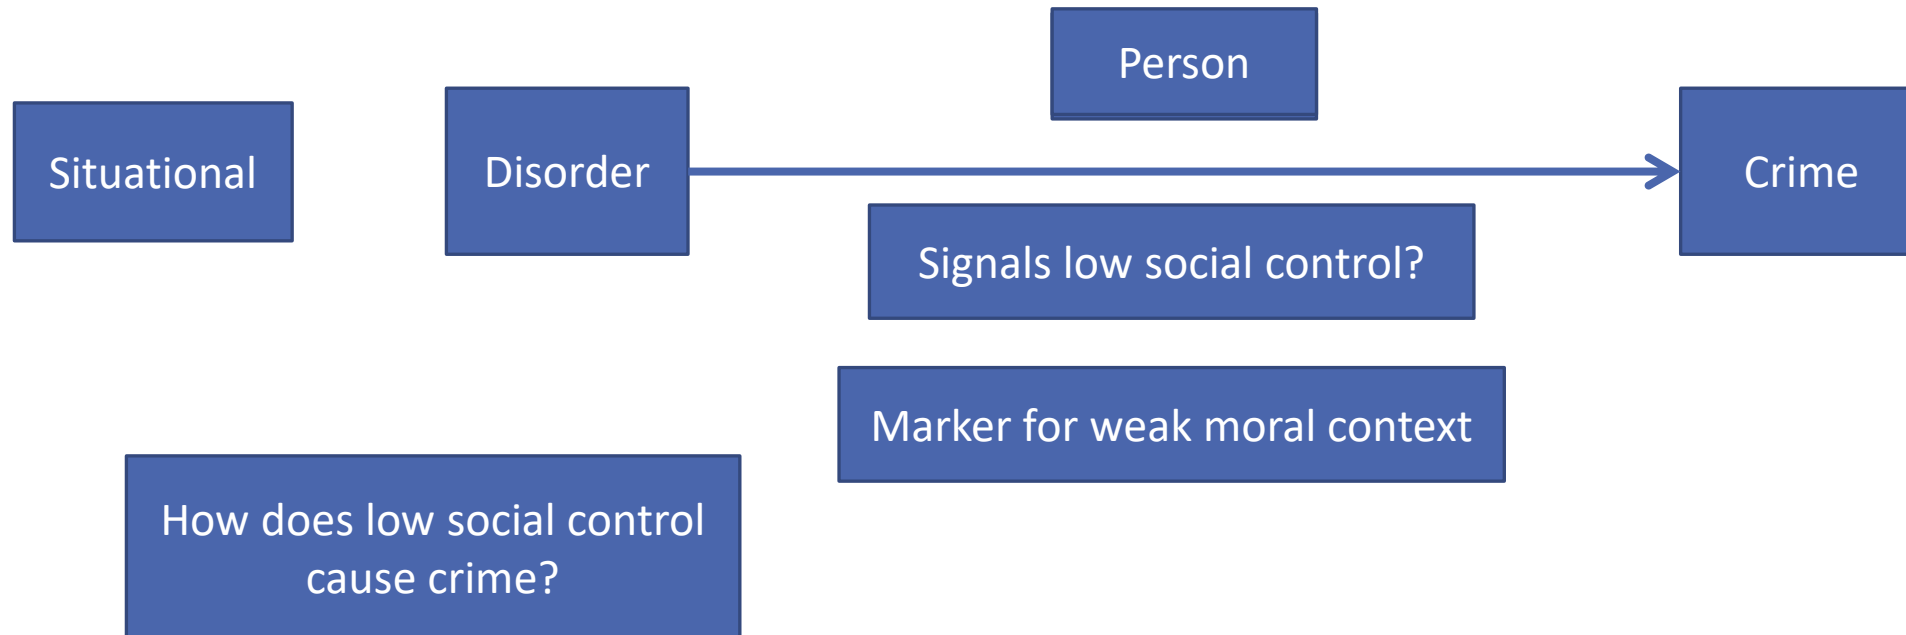 Person
Situational
Disorder
Crime
Signals low social control?
Marker for weak moral context
How does low social control
cause crime?